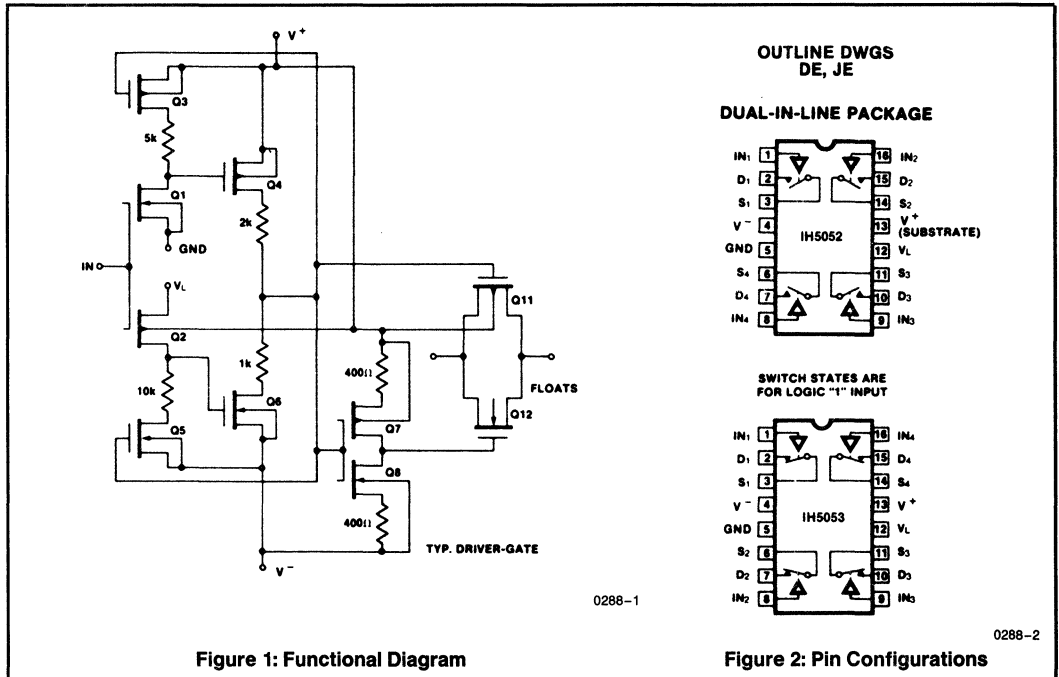 V+
Q3
5k
Q4
Q1
2k
GND
IN
VL
Q11
Q2
1k
400Ω
FLOATS
10k
Q12
Q6
Q7
Q5
Q8
400Ω
TYP. DRIVER-GATE
V−
0288-1
Figure 1: Functional Diagram
OUTLINE DWGS
DE, JE
DUAL-IN-LINE PACKAGE
IN1 1 16 IN2
D1 2 15 D2
S1 3 14 S2
V− 4 13 V+ (SUBSTRATE)
IH5052
GND 5 12 VL
S4 6 11 S3
D4 7 10 D3
IN4 8 9 IN3
SWITCH STATES ARE
FOR LOGIC "1" INPUT
IN1 1 16 IN4
D1 2 15 D4
S1 3 14 S4
V− 4 13 V+
IH5053
GND 5 12 VL
S2 6 11 S3
D2 7 10 D3
IN2 8 9 IN3
0288-2
Figure 2: Pin Configurations